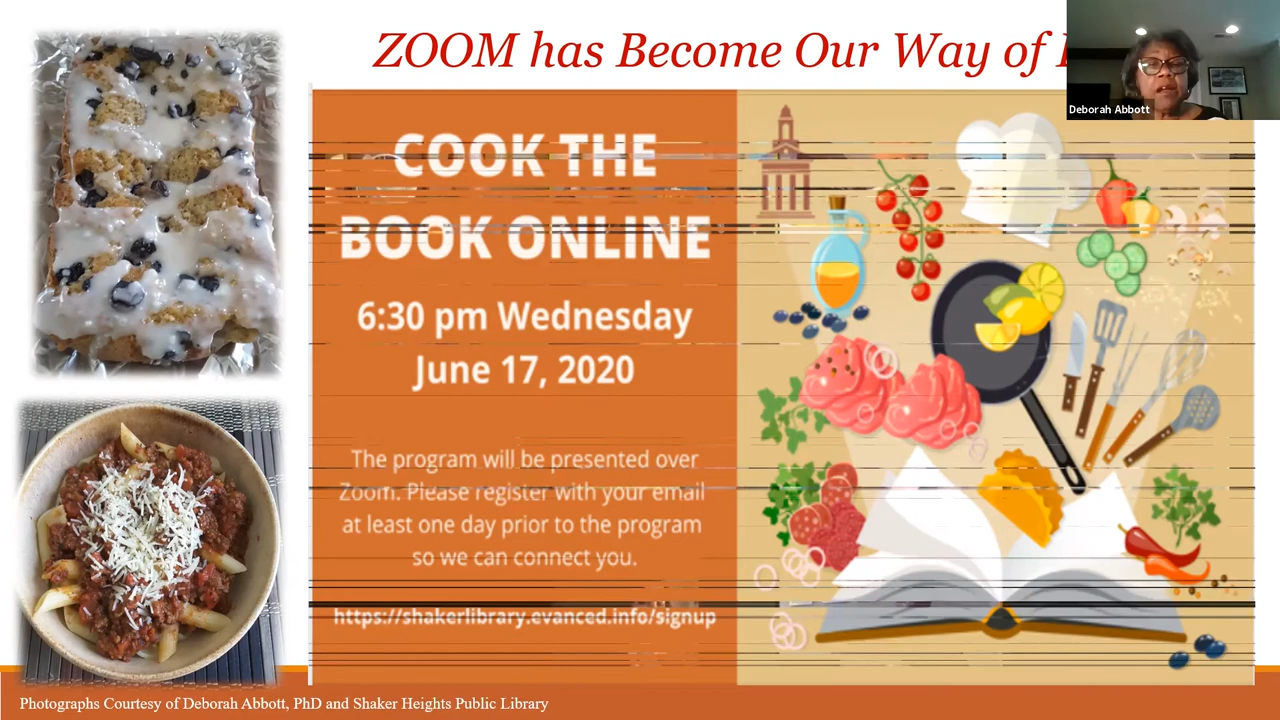 ZOOM has Become Our Way of
Deborah Abbott
COOK THE
BOOK ONLINE
6:30 pm Wednesday
June 17, 2020
The program will be presented over
Zoom. Please register with your email
at least one day prior to the program
so we can connect you.
https://shakerlibrary.evanced.info/signup
Photographs Courtesy of Deborah Abbott, PhD and Shaker Heights Public Library